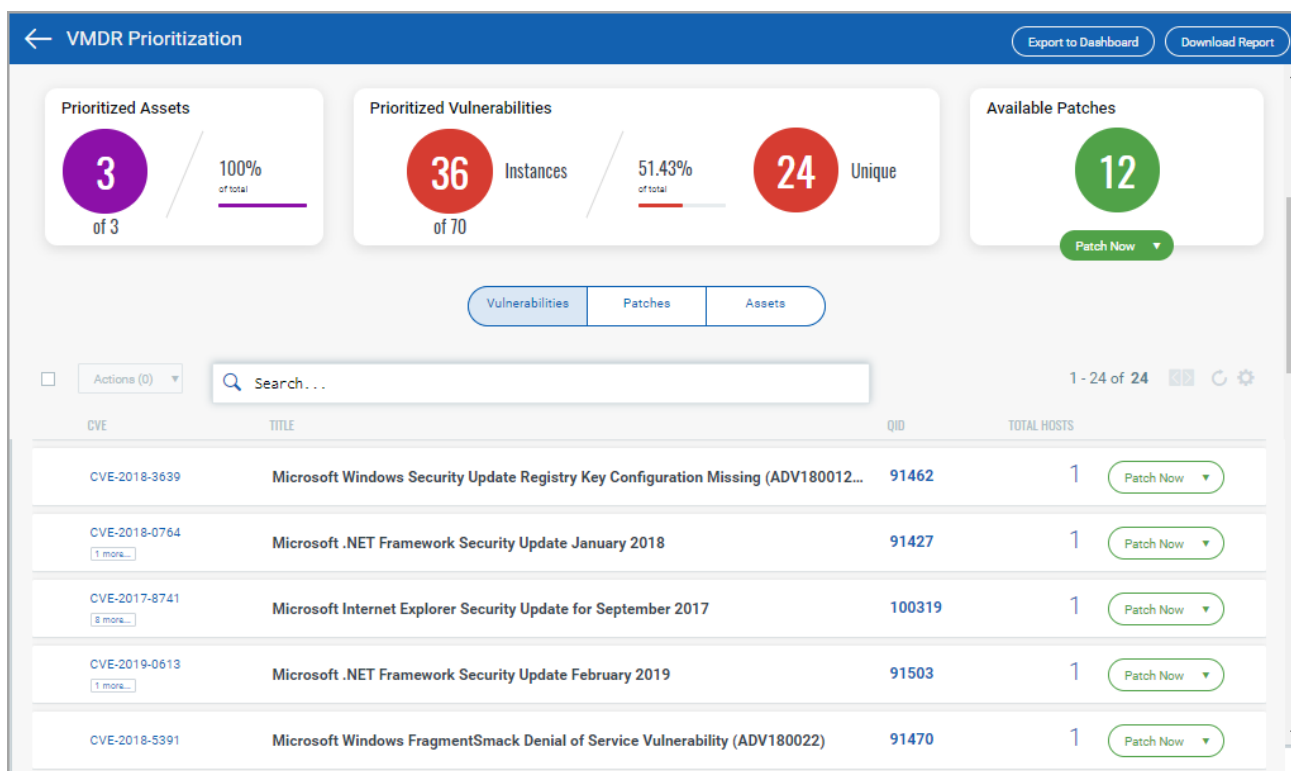 VMDR Prioritization
Export to Dashboard
Download Report
Prioritized Assets
3
of 3
100%
of total
Prioritized Vulnerabilities
36
of 70
Instances
51.43%
of total
24
Unique
Available Patches
12
Patch Now
Vulnerabilities
Patches
Assets
Actions (0)
Search...
1 - 24 of 24
CVE TITLE QID TOTAL HOSTS
CVE-2018-3639 Microsoft Windows Security Update Registry Key Configuration Missing (ADV180012... 91462 1 Patch Now
CVE-2018-0764 Microsoft .NET Framework Security Update January 2018 91427 1 Patch Now
1 more...
CVE-2017-8741 Microsoft Internet Explorer Security Update for September 2017 100319 1 Patch Now
8 more...
CVE-2019-0613 Microsoft .NET Framework Security Update February 2019 91503 1 Patch Now
1 more...
CVE-2018-5391 Microsoft Windows FragmentSmack Denial of Service Vulnerability (ADV180022) 91470 1 Patch Now